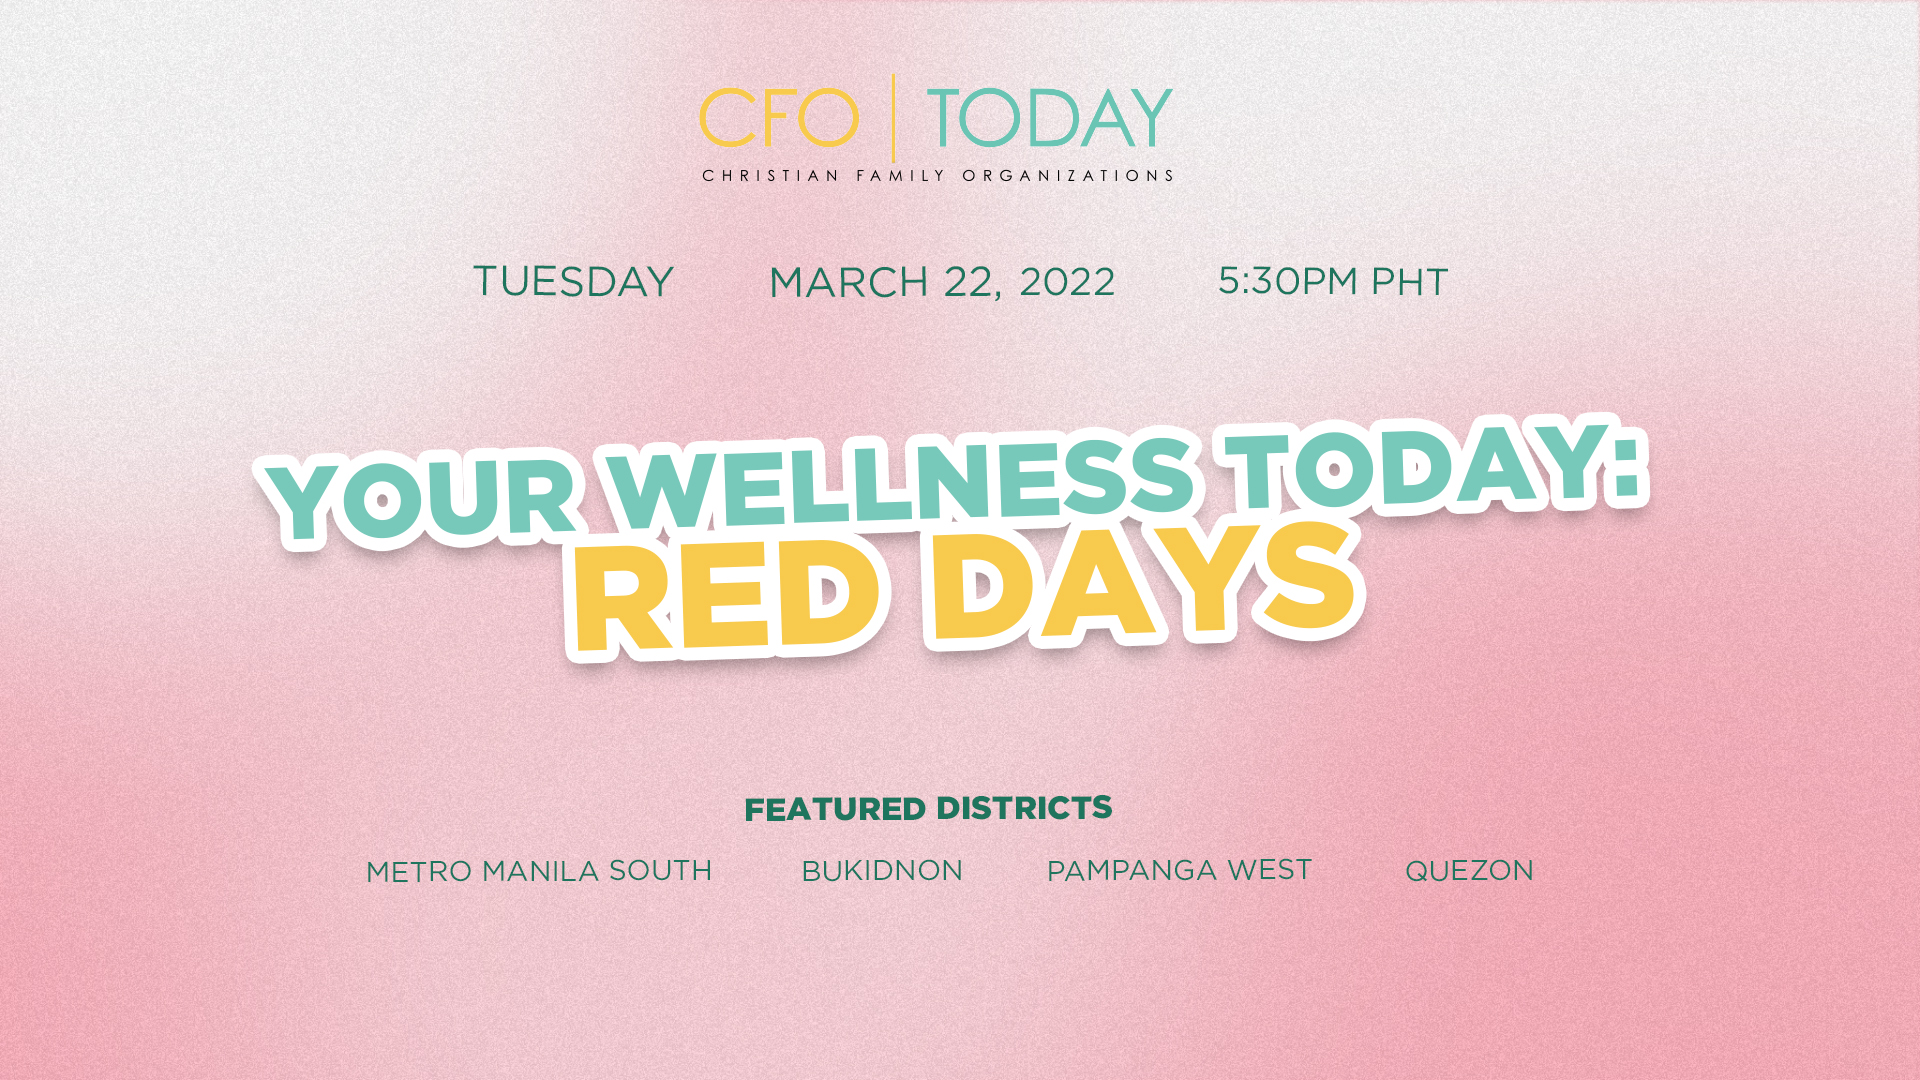 CFO | TODAY
CHRISTIAN FAMILY ORGANIZATIONS
TUESDAY MARCH 22, 2022 5:30PM PHT
YOUR WELLNESS TODAY:
RED DAYS
FEATURED DISTRICTS
METRO MANILA SOUTH BUKIDNON PAMPANGA WEST QUEZON